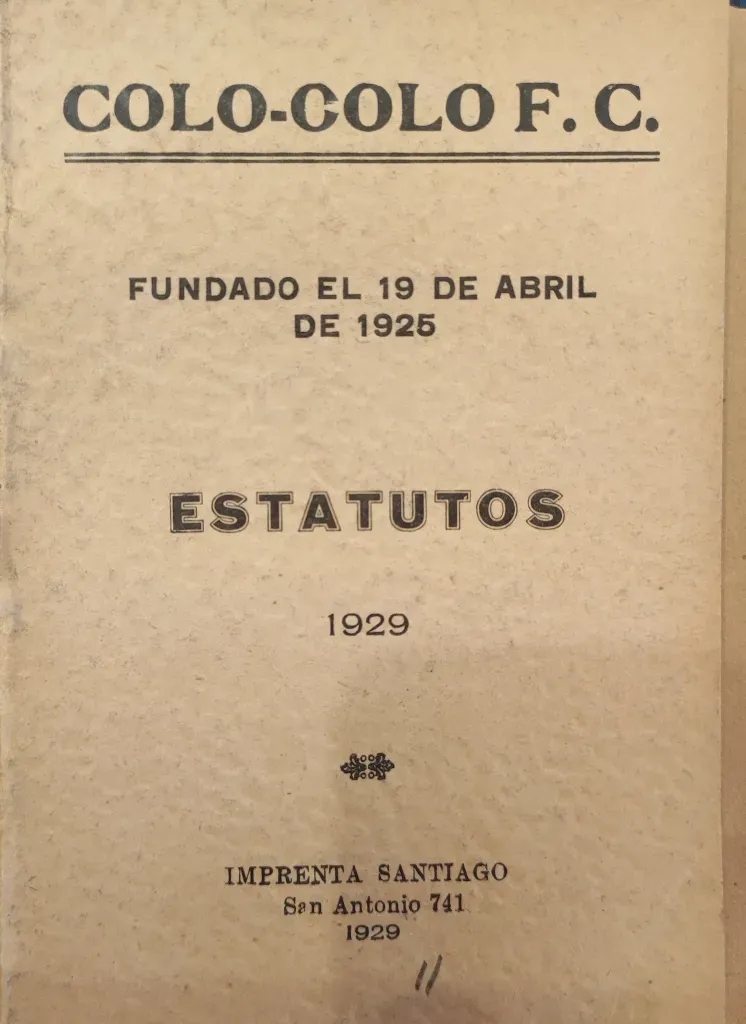 COLO-COLO F. C.
FUNDADO EL 19 DE ABRIL
DE 1925
ESTATUTOS
1929
IMPRENTA SANTIAGO
San Antonio 741
1929
11